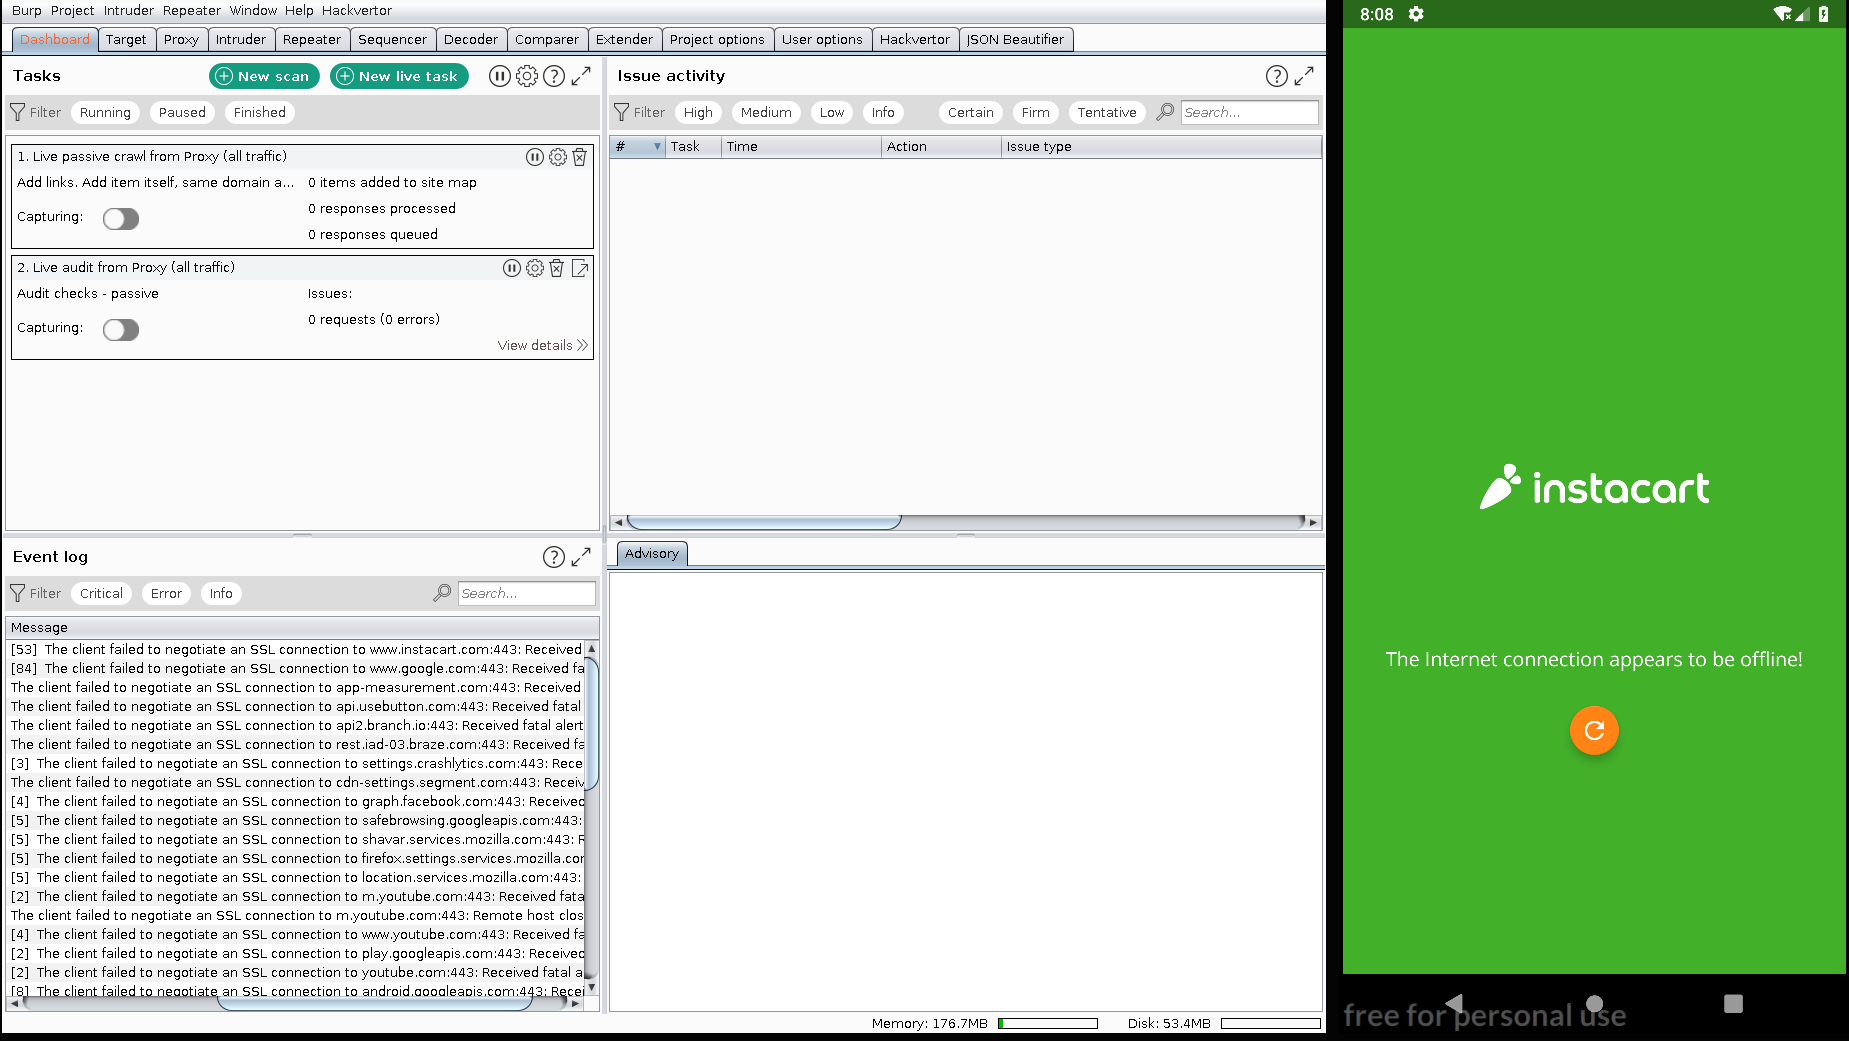 Burp Project Intruder Repeater Window Help Hackvertor
Dashboard Target Proxy Intruder Repeater Sequencer Decoder Comparer Extender Project options User options Hackvertor JSON Beautifier
Tasks New scan New live task
Filter Running Paused Finished
1. Live passive crawl from Proxy (all traffic)
Add links. Add item itself, same domain a... 0 items added to site map
0 responses processed
Capturing:
0 responses queued
2. Live audit from Proxy (all traffic)
Audit checks - passive Issues:
0 requests (0 errors)
Capturing:
View details
Issue activity
Filter High Medium Low Info Certain Firm Tentative Search...
# Task Time Action Issue type
Event log
Filter Critical Error Info Search...
Message
[53] The client failed to negotiate an SSL connection to www.instacart.com:443: Received
[84] The client failed to negotiate an SSL connection to www.google.com:443: Received fa
The client failed to negotiate an SSL connection to app-measurement.com:443: Received
The client failed to negotiate an SSL connection to api.usebutton.com:443: Received fatal
The client failed to negotiate an SSL connection to api2.branch.io:443: Received fatal alert
The client failed to negotiate an SSL connection to rest.iad-03.braze.com:443: Received fa
[3] The client failed to negotiate an SSL connection to settings.crashlytics.com:443: Rece
The client failed to negotiate an SSL connection to cdn-settings.segment.com:443: Receiv
[4] The client failed to negotiate an SSL connection to graph.facebook.com:443: Received
[5] The client failed to negotiate an SSL connection to safebrowsing.googleapis.com:443:
[5] The client failed to negotiate an SSL connection to shavar.services.mozilla.com:443: R
[5] The client failed to negotiate an SSL connection to firefox.settings.services.mozilla.com
[5] The client failed to negotiate an SSL connection to location.services.mozilla.com:443:
[2] The client failed to negotiate an SSL connection to m.youtube.com:443: Received fata
The client failed to negotiate an SSL connection to m.youtube.com:443: Remote host clos
[4] The client failed to negotiate an SSL connection to www.youtube.com:443: Received fa
[2] The client failed to negotiate an SSL connection to play.googleapis.com:443: Received
[2] The client failed to negotiate an SSL connection to youtube.com:443: Received fatal a
[8] The client failed to negotiate an SSL connection to android.googleapis.com:443: Recei
Advisory
Memory: 176.7MB Disk: 53.4MB
8:08
instacart
The Internet connection appears to be offline!
free for personal use